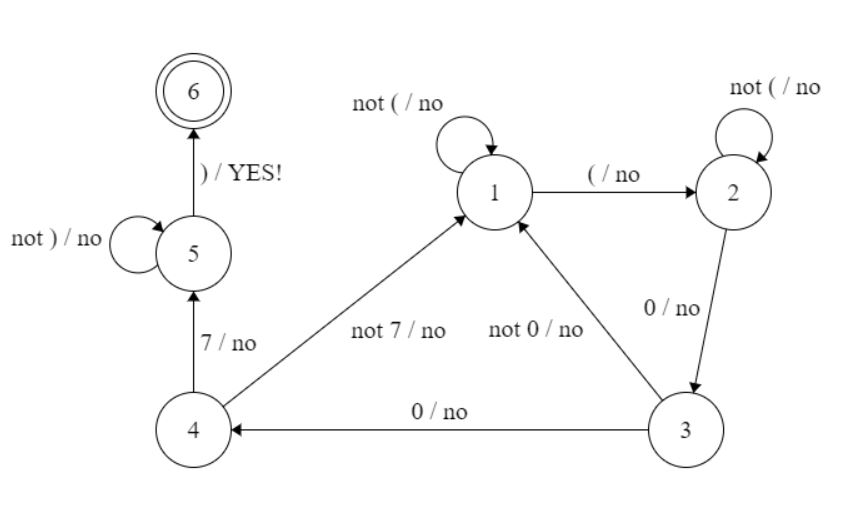 not ( / no
not ( / no
6
) / YES!
( / no
1
2
not ) / no
5
0 / no
7 / no
not 7 / no
not 0 / no
0 / no
4
3